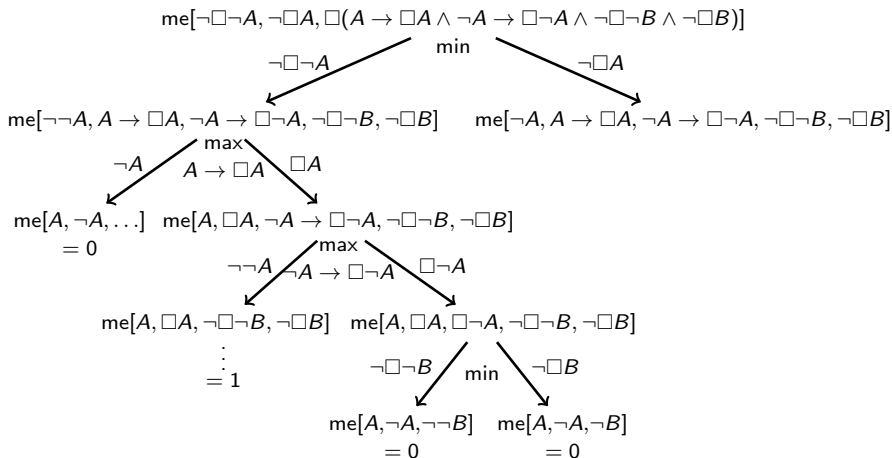 me[¬□¬A, ¬□A, □(A → □A ∧ ¬A → □¬A ∧ ¬□¬B ∧ ¬□B)]
¬□¬A min ¬□A
me[¬¬A, A → □A, ¬A → □¬A, ¬□¬B, ¬□B] me[¬A, A → □A, ¬A → □¬A, ¬□¬B, ¬□B]
max
¬A A → □A □A
me[A, ¬A, …] me[A, □A, ¬A → □¬A, ¬□¬B, ¬□B]
= 0 max
¬¬A ¬A → □¬A □¬A
me[A, □A, ¬□¬B, ¬□B] me[A, □A, □¬A, ¬□¬B, ¬□B]
⋮
= 1 ¬□¬B min ¬□B
me[A,¬A,¬¬B] me[A,¬A,¬B]
= 0 = 0